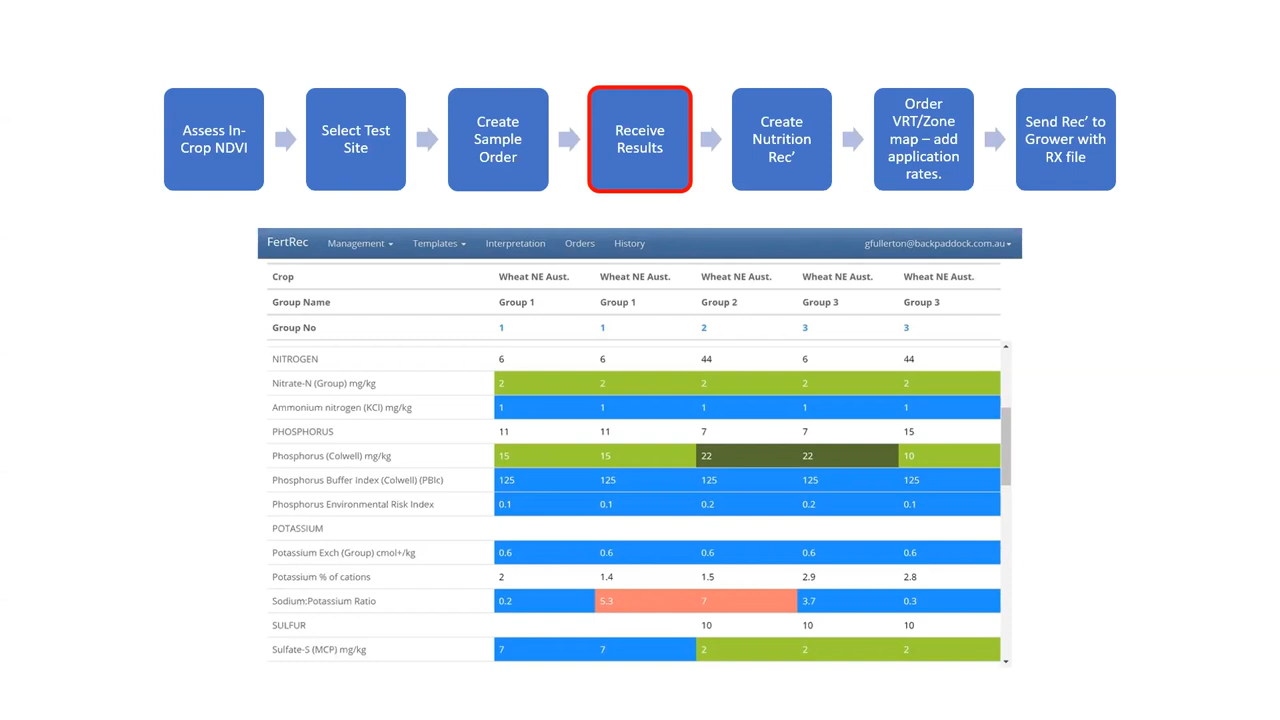 Assess In-
Crop NDVI
Select Test
Site
Create
Sample
Order
Receive
Results
Create
Nutrition
Rec’
Order
VRT/Zone
map – add
application
rates.
Send Rec’ to
Grower with
RX file
FertRec Management Templates Interpretation Orders History gfullerton@backpaddock.com.au
Crop Wheat NE Aust. Wheat NE Aust. Wheat NE Aust. Wheat NE Aust. Wheat NE Aust.
Group Name Group 1 Group 1 Group 2 Group 3 Group 3
Group No 1 1 2 3 3
NITROGEN 6 6 44 6 44
Nitrate-N (Group) mg/kg 2 2 2 2 2
Ammonium nitrogen (KCl) mg/kg 1 1 1 1 1
PHOSPHORUS 11 11 7 7 15
Phosphorus (Colwell) mg/kg 15 15 22 22 10
Phosphorus Buffer Index (Colwell) (PBIc) 125 125 125 125 125
Phosphorus Environmental Risk Index 0.1 0.1 0.2 0.2 0.1
POTASSIUM
Potassium Exch (Group) cmol+/kg 0.6 0.6 0.6 0.6 0.6
Potassium % of cations 2 1.4 1.5 2.9 2.8
Sodium:Potassium Ratio 0.2 5.3 7 3.7 0.3
SULFUR 10 10 10
Sulfate-S (MCP) mg/kg 7 7 2 2 2